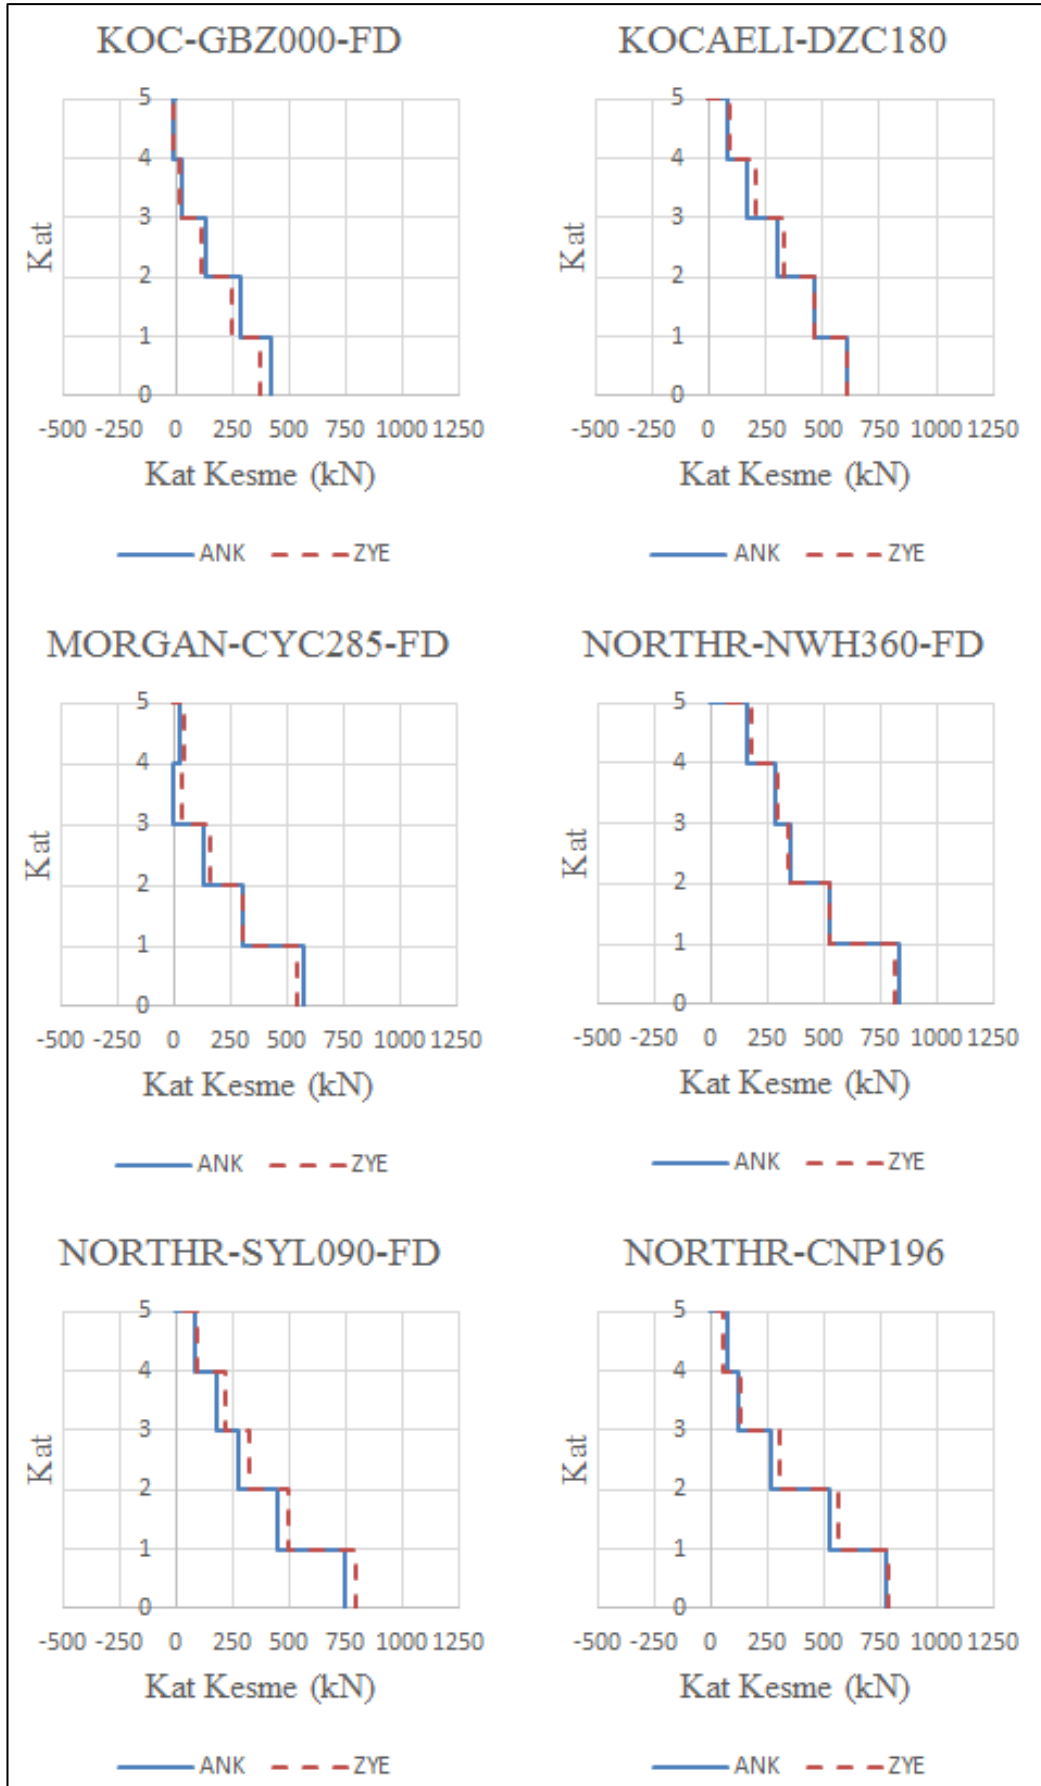 KOC-GBZ000-FD
5
4
3
2
1
0
Kat
-500 -250 0 250 500 750 1000 1250
Kat Kesme (kN)
ANK ZYE
KOCAELI-DZC180
5
4
3
2
1
0
Kat
-500 -250 0 250 500 750 1000 1250
Kat Kesme (kN)
ANK ZYE
MORGAN-CYC285-FD
5
4
3
2
1
0
Kat
-500 -250 0 250 500 750 1000 1250
Kat Kesme (kN)
ANK ZYE
NORTHR-NWH360-FD
5
4
3
2
1
0
Kat
-500 -250 0 250 500 750 1000 1250
Kat Kesme (kN)
ANK ZYE
NORTHR-SYL090-FD
5
4
3
2
1
0
Kat
-500 -250 0 250 500 750 1000 1250
Kat Kesme (kN)
ANK ZYE
NORTHR-CNP196
5
4
3
2
1
0
Kat
-500 -250 0 250 500 750 1000 1250
Kat Kesme (kN)
ANK ZYE